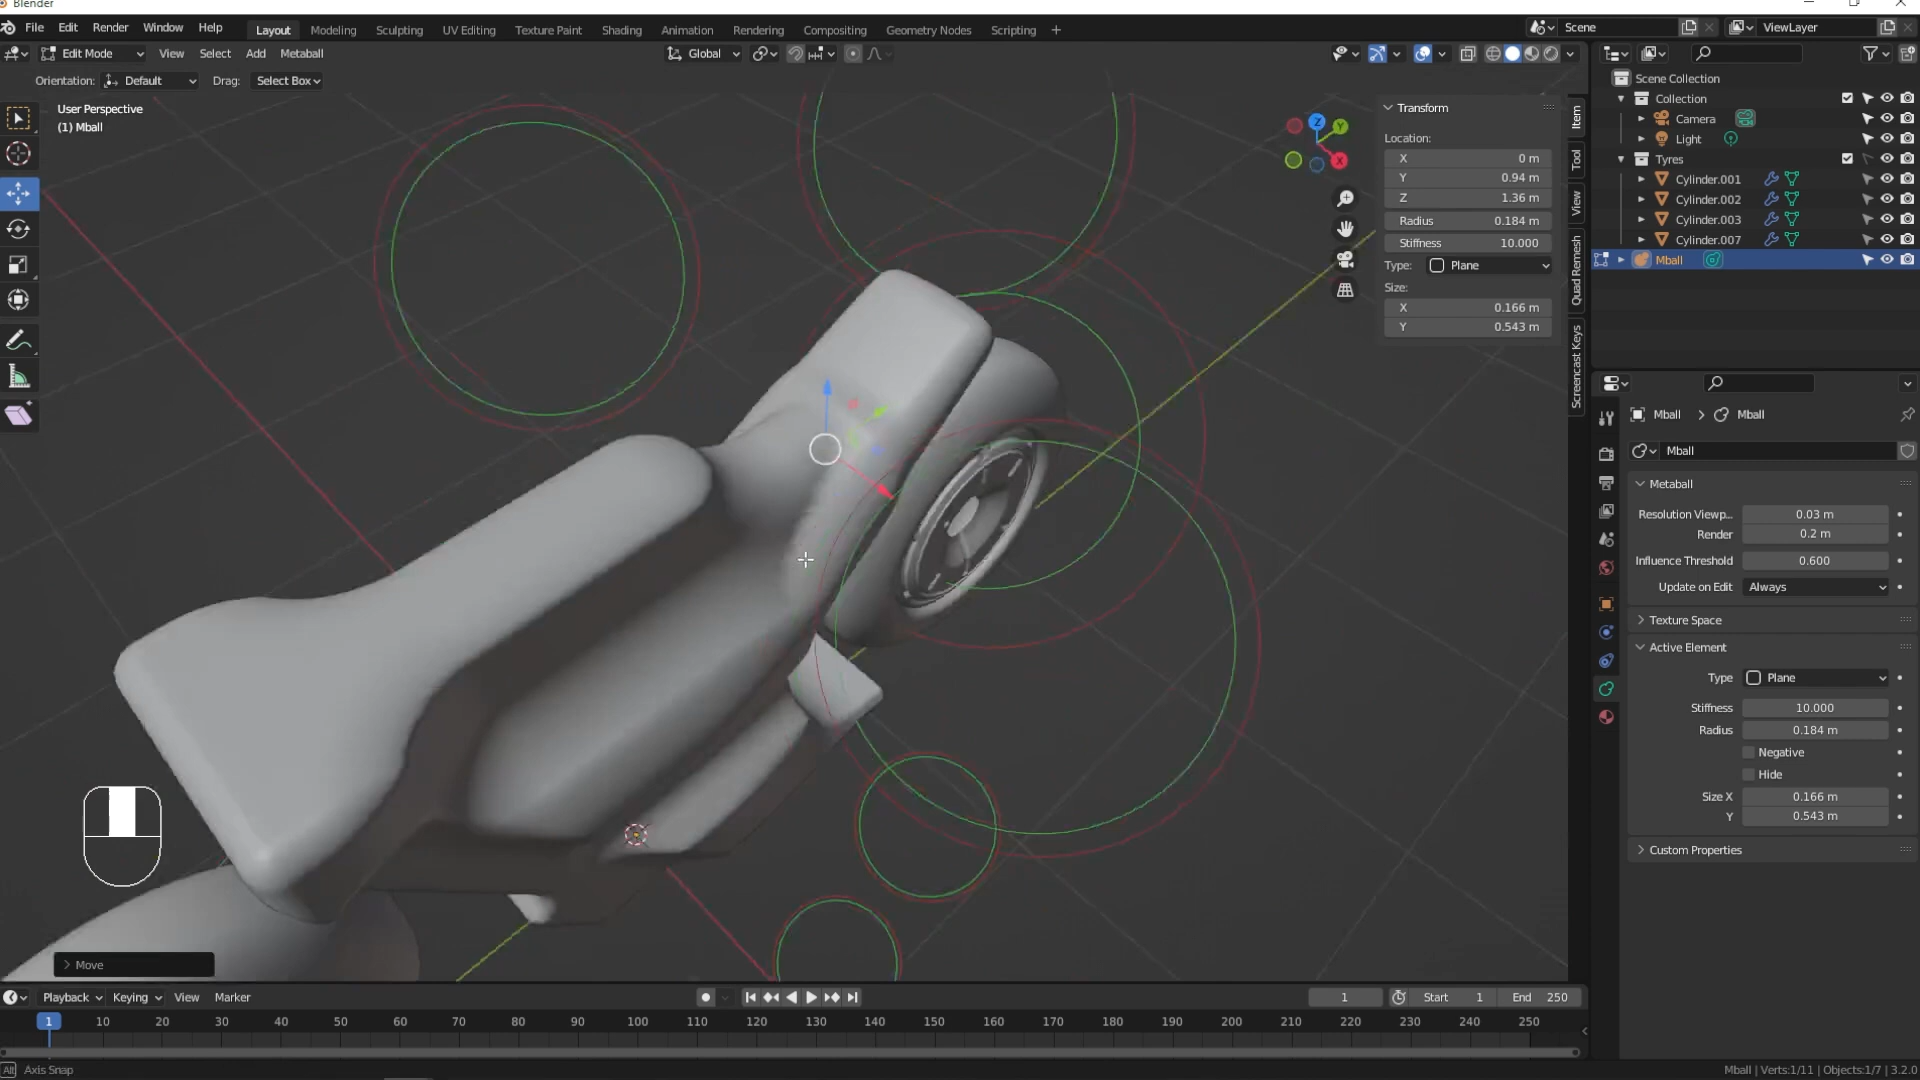 Blender
File Edit Render Window Help Layout Modeling Sculpting UV Editing Texture Paint Shading Animation Rendering Compositing Geometry Nodes Scripting + Scene ViewLayer
Edit Mode View Select Add Metaball Global
Orientation: Default Drag: Select Box
User Perspective
(1) Mball
Z
Y
X
Transform
Location:
X 0 m
Y 0.94 m
Z 1.36 m
Radius 0.184 m
Stiffness 10.000
Type: Plane
Size:
X 0.166 m
Y 0.543 m
Item
Tool
View
Quad Remesh
Screencast Keys
Scene Collection
Collection
Camera
Light
Tyres
Cylinder.001
Cylinder.002
Cylinder.003
Cylinder.007
Mball
Mball > Mball
Mball
Metaball
Resolution Viewp... 0.03 m
Render 0.2 m
Influence Threshold 0.600
Update on Edit Always
Texture Space
Active Element
Type Plane
Stiffness 10.000
Radius 0.184 m
Negative
Hide
Size X 0.166 m
Y 0.543 m
Custom Properties
Move
Playback Keying View Marker 1 Start 1 End 250
1 10 20 30 40 50 60 70 80 90 100 110 120 130 140 150 160 170 180 190 200 210 220 230 240 250
Alt Axis Snap
Mball | Verts:1/11 | Objects:1/7 | 3.2.0